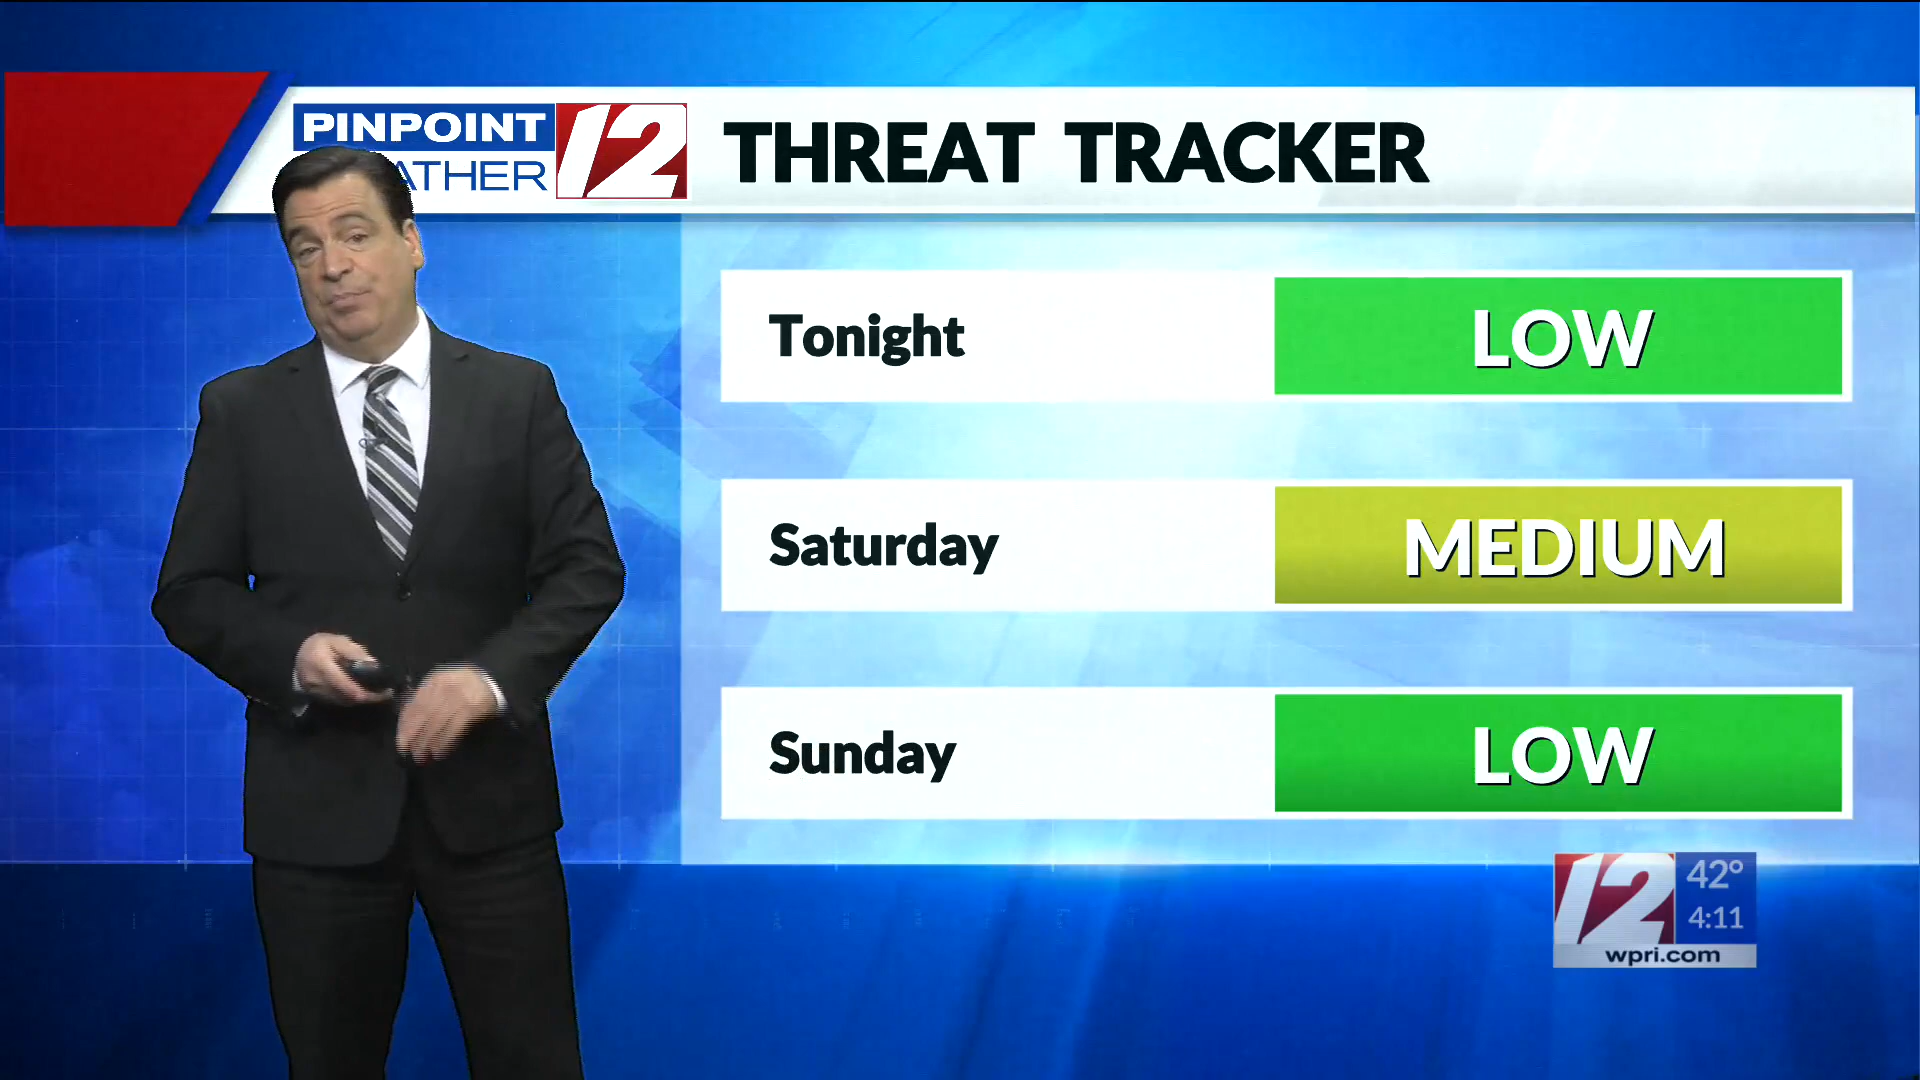 PINPOINT
ATHER 12
THREAT TRACKER
Tonight LOW
Saturday MEDIUM
Sunday LOW
12 42°
4:11
wpri.com